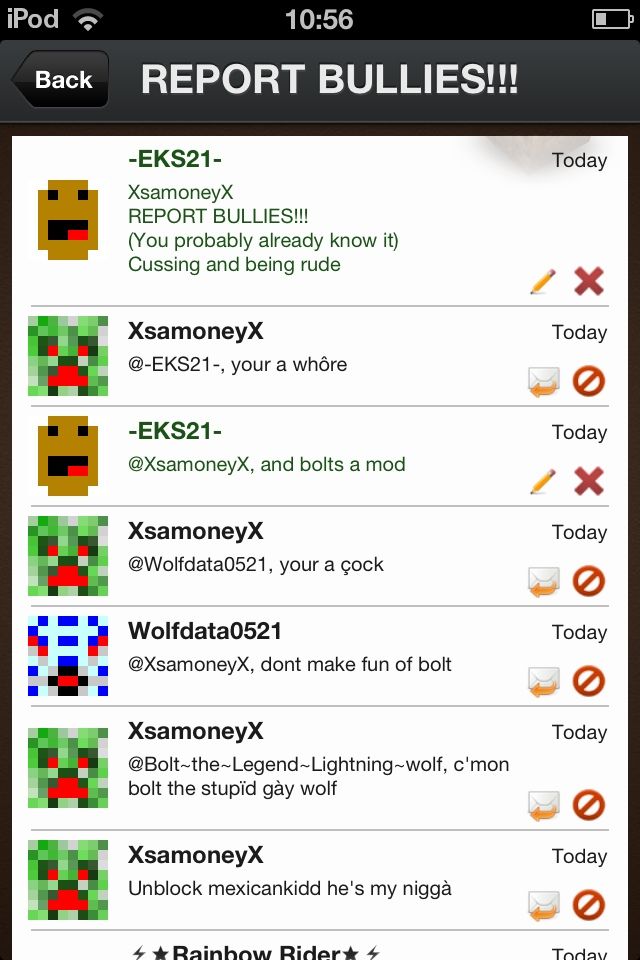 iPod 10:56
Back REPORT BULLIES!!!
-EKS21- Today
XsamoneyX
REPORT BULLIES!!!
(You probably already know it)
Cussing and being rude
XsamoneyX Today
@-EKS21-, your a whôre
-EKS21- Today
@XsamoneyX, and bolts a mod
XsamoneyX Today
@Wolfdata0521, your a çock
Wolfdata0521 Today
@XsamoneyX, dont make fun of bolt
XsamoneyX Today
@Bolt~the~Legend~Lightning~wolf, c'mon
bolt the stupïd gày wolf
XsamoneyX Today
Unblock mexicankidd he's my niggà
⚡★Rainbow Rider★⚡ Today